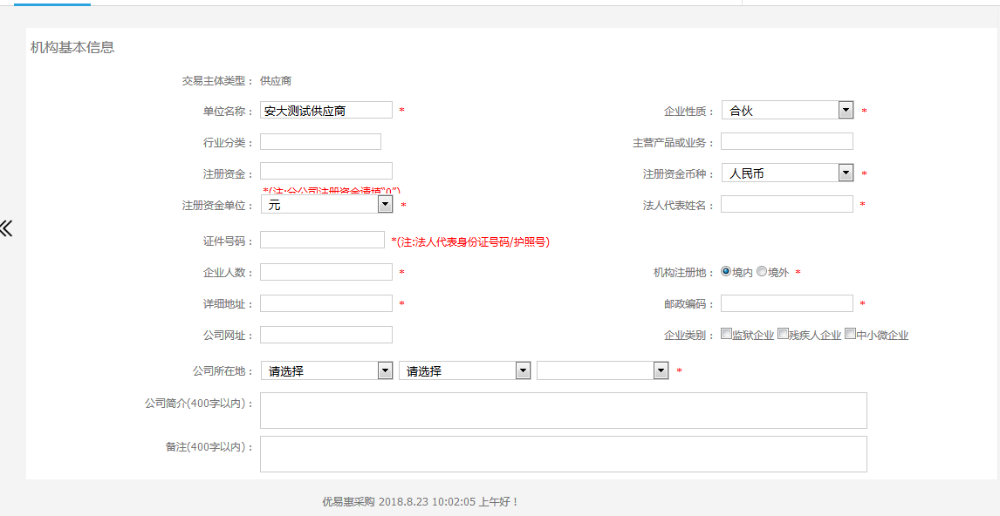 机构基本信息
交易主体类型： 供应商
单位名称： 安大测试供应商 * 企业性质： 合伙 *
行业分类： 主营产品或业务：
注册资金： 注册资金币种： 人民币 *
*(注:分公司注册资金请填“0”)
注册资金单位： 元 * 法人代表姓名： *
证件号码： *(注:法人代表身份证号码/护照号)
企业人数： * 机构注册地： 境内 境外 *
详细地址： * 邮政编码： *
公司网址： 企业类别： 监狱企业 残疾人企业 中小微企业
公司所在地： 请选择 请选择 *
公司简介(400字以内)：
备注(400字以内)：
优易惠采购 2018.8.23 10:02:05 上午好！